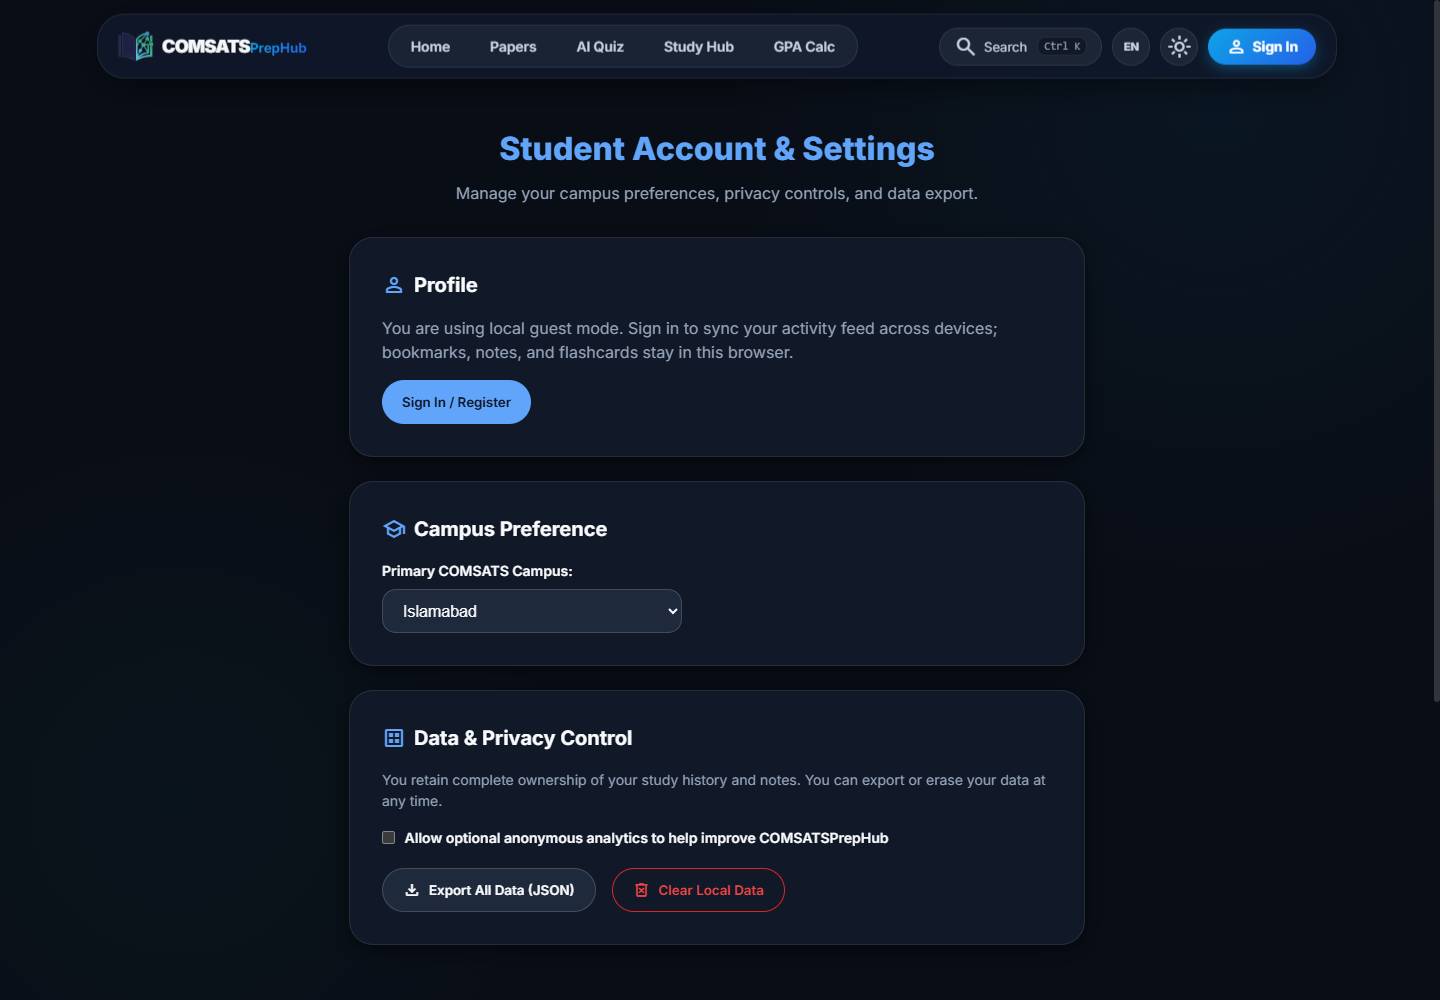 COMSATSPrepHub
Home Papers AI Quiz Study Hub GPA Calc
Search Ctrl K EN Sign In
Student Account & Settings
Manage your campus preferences, privacy controls, and data export.
Profile
You are using local guest mode. Sign in to sync your activity feed across devices;
bookmarks, notes, and flashcards stay in this browser.
Sign In / Register
Campus Preference
Primary COMSATS Campus:
Islamabad
Data & Privacy Control
You retain complete ownership of your study history and notes. You can export or erase your data at
any time.
Allow optional anonymous analytics to help improve COMSATSPrepHub
Export All Data (JSON) Clear Local Data